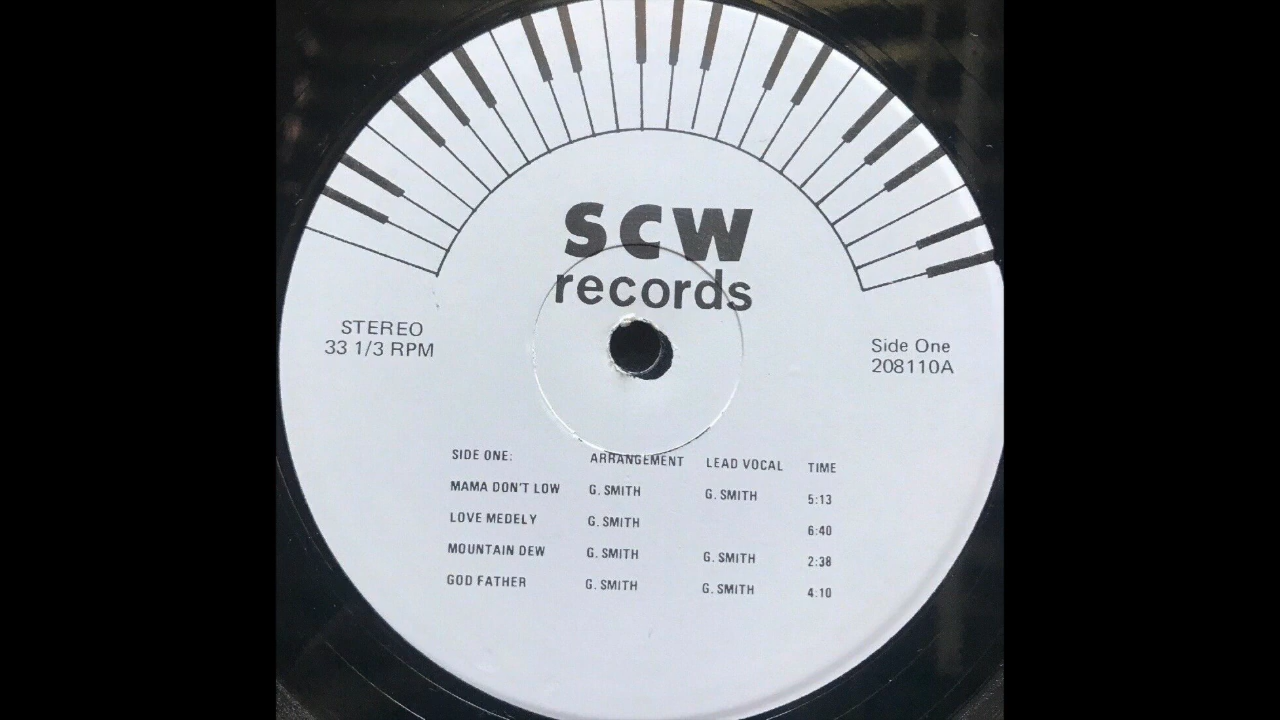 SCW
records
STEREO
33 1/3 RPM
Side One
208110A
SIDE ONE: ARRANGEMENT LEAD VOCAL TIME
MAMA DON'T LOW G. SMITH G. SMITH 5:13
LOVE MEDELY G. SMITH 6:40
MOUNTAIN DEW G. SMITH G. SMITH 2:38
GOD FATHER G. SMITH G. SMITH 4.10